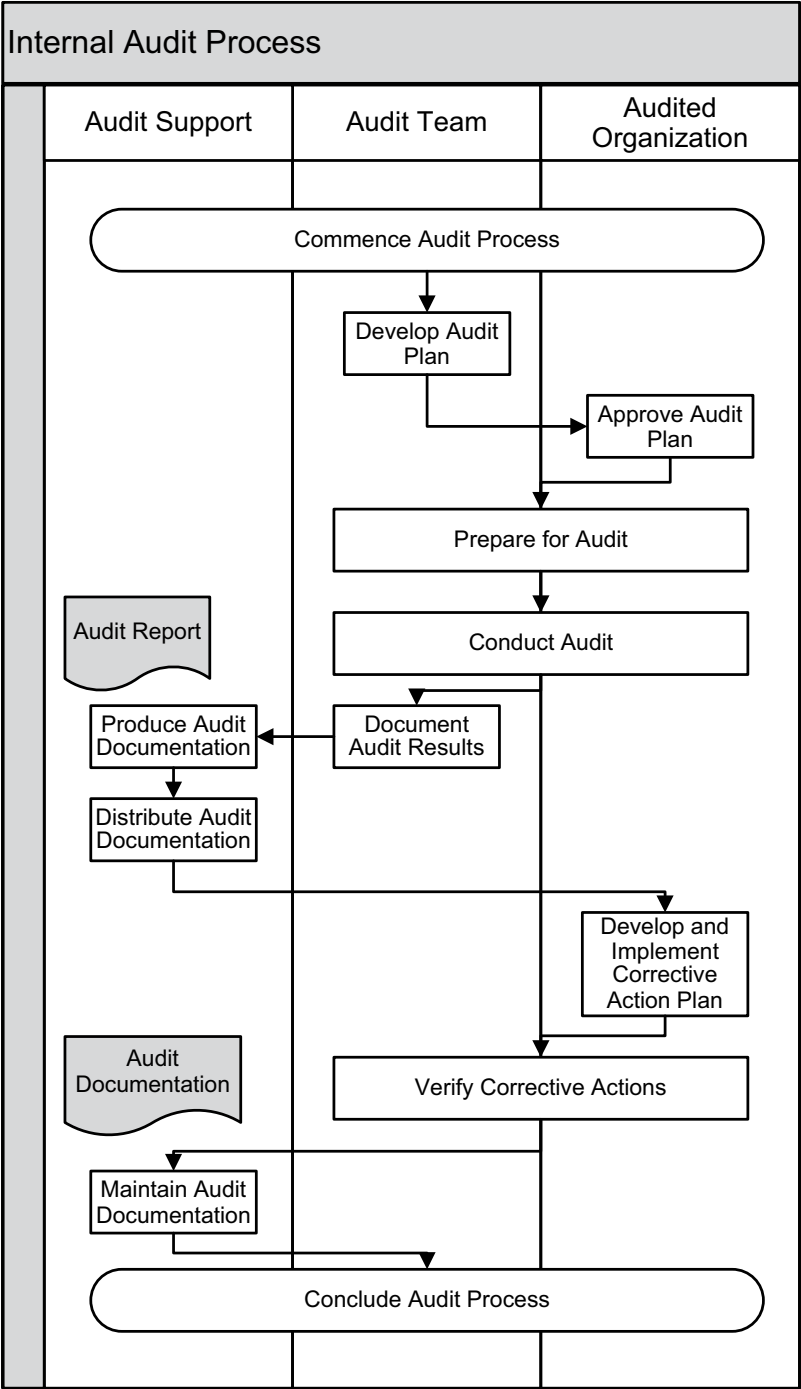 Internal Audit Process
Audit Support
Audit Team
Audited
Organization
Commence Audit Process
Develop Audit
Plan
Approve Audit
Plan
Prepare for Audit
Audit Report
Conduct Audit
Produce Audit
Documentation
Document
Audit Results
Distribute Audit
Documentation
Develop and
Implement
Corrective
Action Plan
Audit
Documentation
Verify Corrective Actions
Maintain Audit
Documentation
Conclude Audit Process